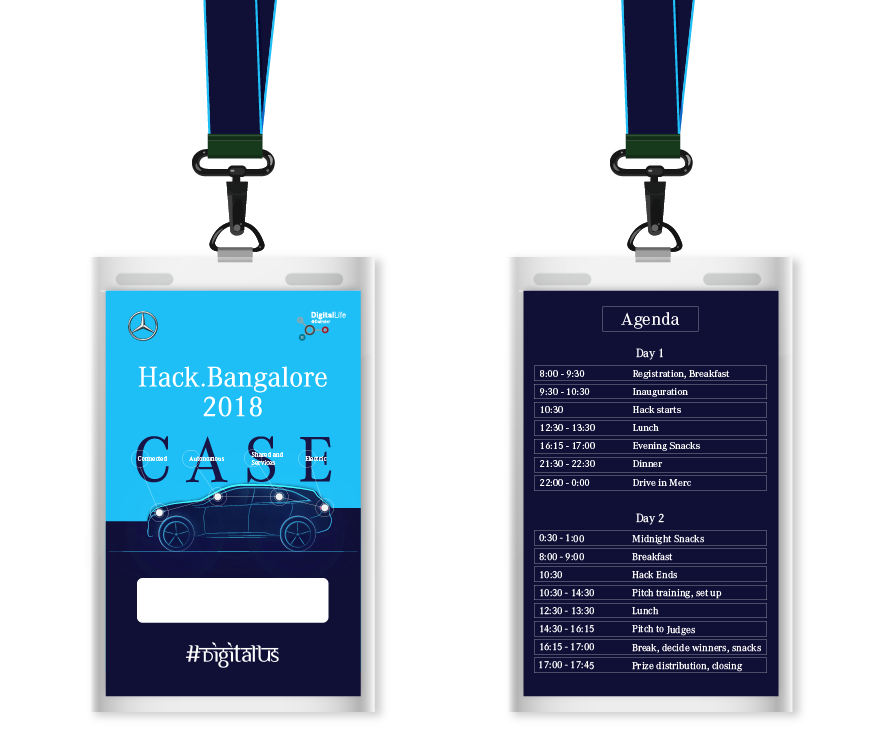 DigitalLife
@Daimler
Hack.Bangalore
2018
CASE
Connected Autonomous Shared and Services Electric
#Digitaltus
Agenda
Day 1
8:00 - 9:30 Registration, Breakfast
9:30 - 10:30 Inauguration
10:30 Hack starts
12:30 - 13:30 Lunch
16:15 - 17:00 Evening Snacks
21:30 - 22:30 Dinner
22:00 - 0:00 Drive in Merc
Day 2
0:30 - 1:00 Midnight Snacks
8:00 - 9:00 Breakfast
10:30 Hack Ends
10:30 - 14:30 Pitch training, set up
12:30 - 13:30 Lunch
14:30 - 16:15 Pitch to Judges
16:15 - 17:00 Break, decide winners, snacks
17:00 - 17:45 Prize distribution, closing